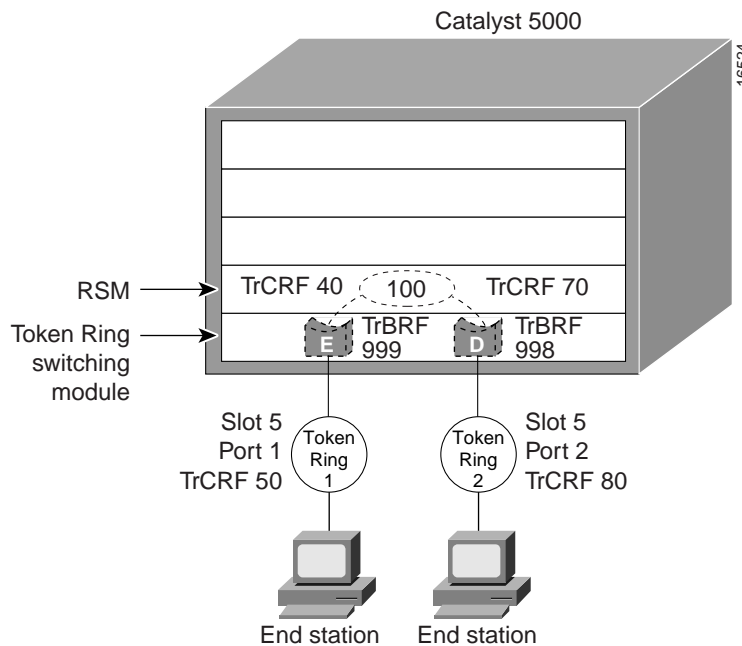 Catalyst 5000
16524
RSM
TrCRF 40
100
TrCRF 70
Token Ring
switching
module
E
TrBRF
999
D
TrBRF
998
Slot 5
Port 1
TrCRF 50
Token
Ring
1
Token
Ring
2
Slot 5
Port 2
TrCRF 80
End station
End station